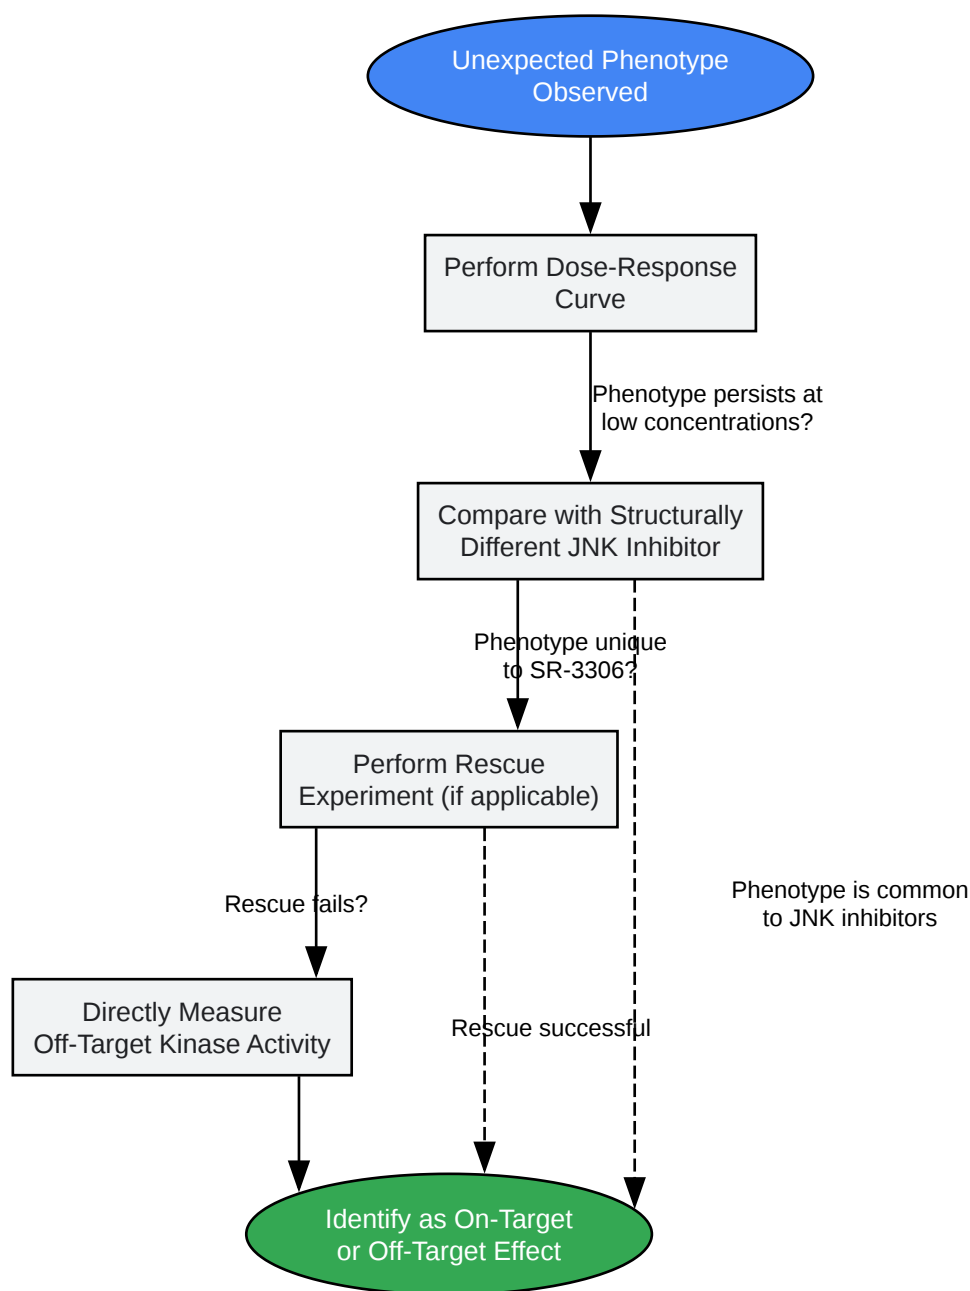 Unexpected Phenotype
Observed
Perform Dose-Response
Curve
Phenotype persists at
low concentrations?
Compare with Structurally
Different JNK Inhibitor
Phenotype unique
to SR-3306?
Perform Rescue
Experiment (if applicable)
Rescue fails?
Phenotype is common
to JNK inhibitors
Directly Measure
Off-Target Kinase Activity
Rescue successful
Identify as On-Target
or Off-Target Effect